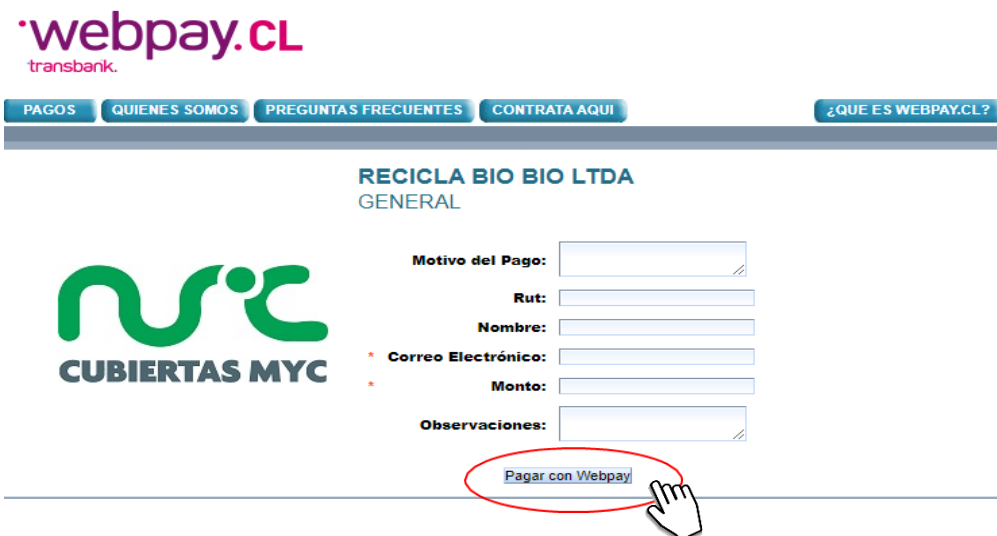 webpay.CL
transbank.
PAGOS QUIENES SOMOS PREGUNTAS FRECUENTES CONTRATA AQUI ¿QUE ES WEBPAY.CL?
RECICLA BIO BIO LTDA
GENERAL
Motivo del Pago:
Rut:
Nombre:
* Correo Electrónico:
* Monto:
Observaciones:
Pagar con Webpay
CUBIERTAS MYC